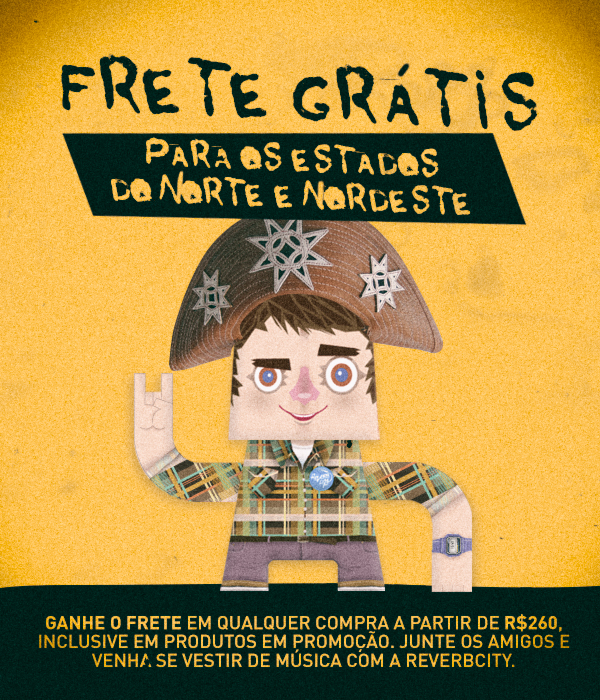 FRETE GRÁTIS
PARA OS ESTADOS
DO NORTE E NORDESTE
GANHE O FRETE EM QUALQUER COMPRA A PARTIR DE R$260,
INCLUSIVE EM PRODUTOS EM PROMOÇÃO. JUNTE OS AMIGOS E
VENHA SE VESTIR DE MÚSICA COM A REVERBCITY.